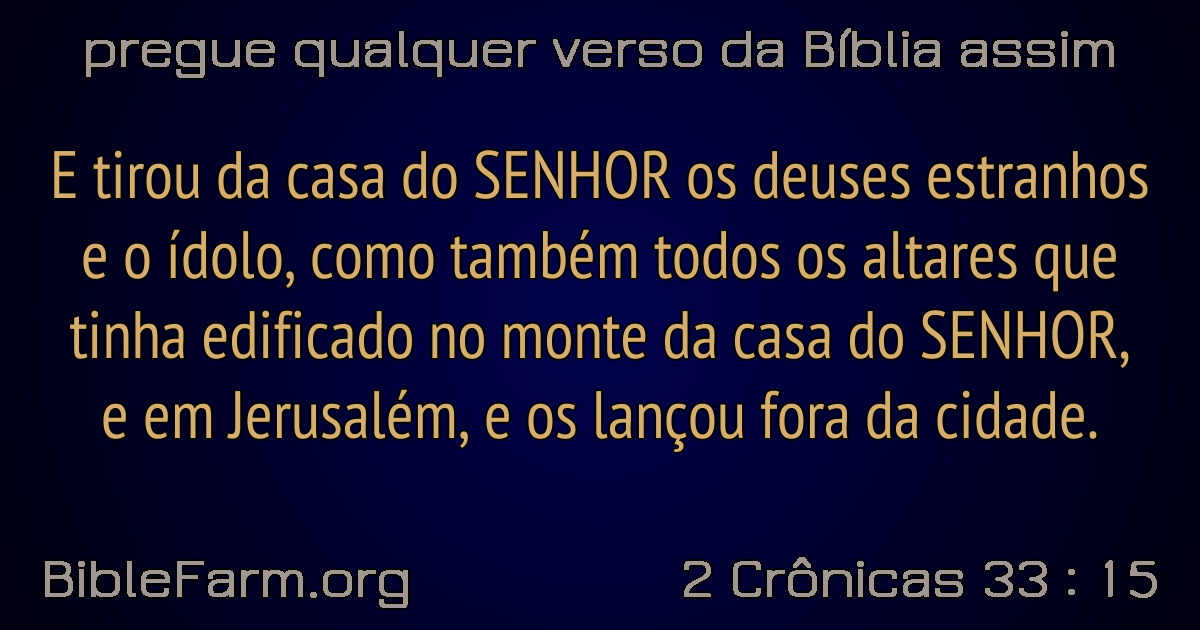 pregue qualquer verso da Bíblia assim
E tirou da casa do SENHOR os deuses estranhos
e o ídolo, como também todos os altares que
tinha edificado no monte da casa do SENHOR,
e em Jerusalém, e os lançou fora da cidade.
BibleFarm.org
2 Crônicas 33 : 15